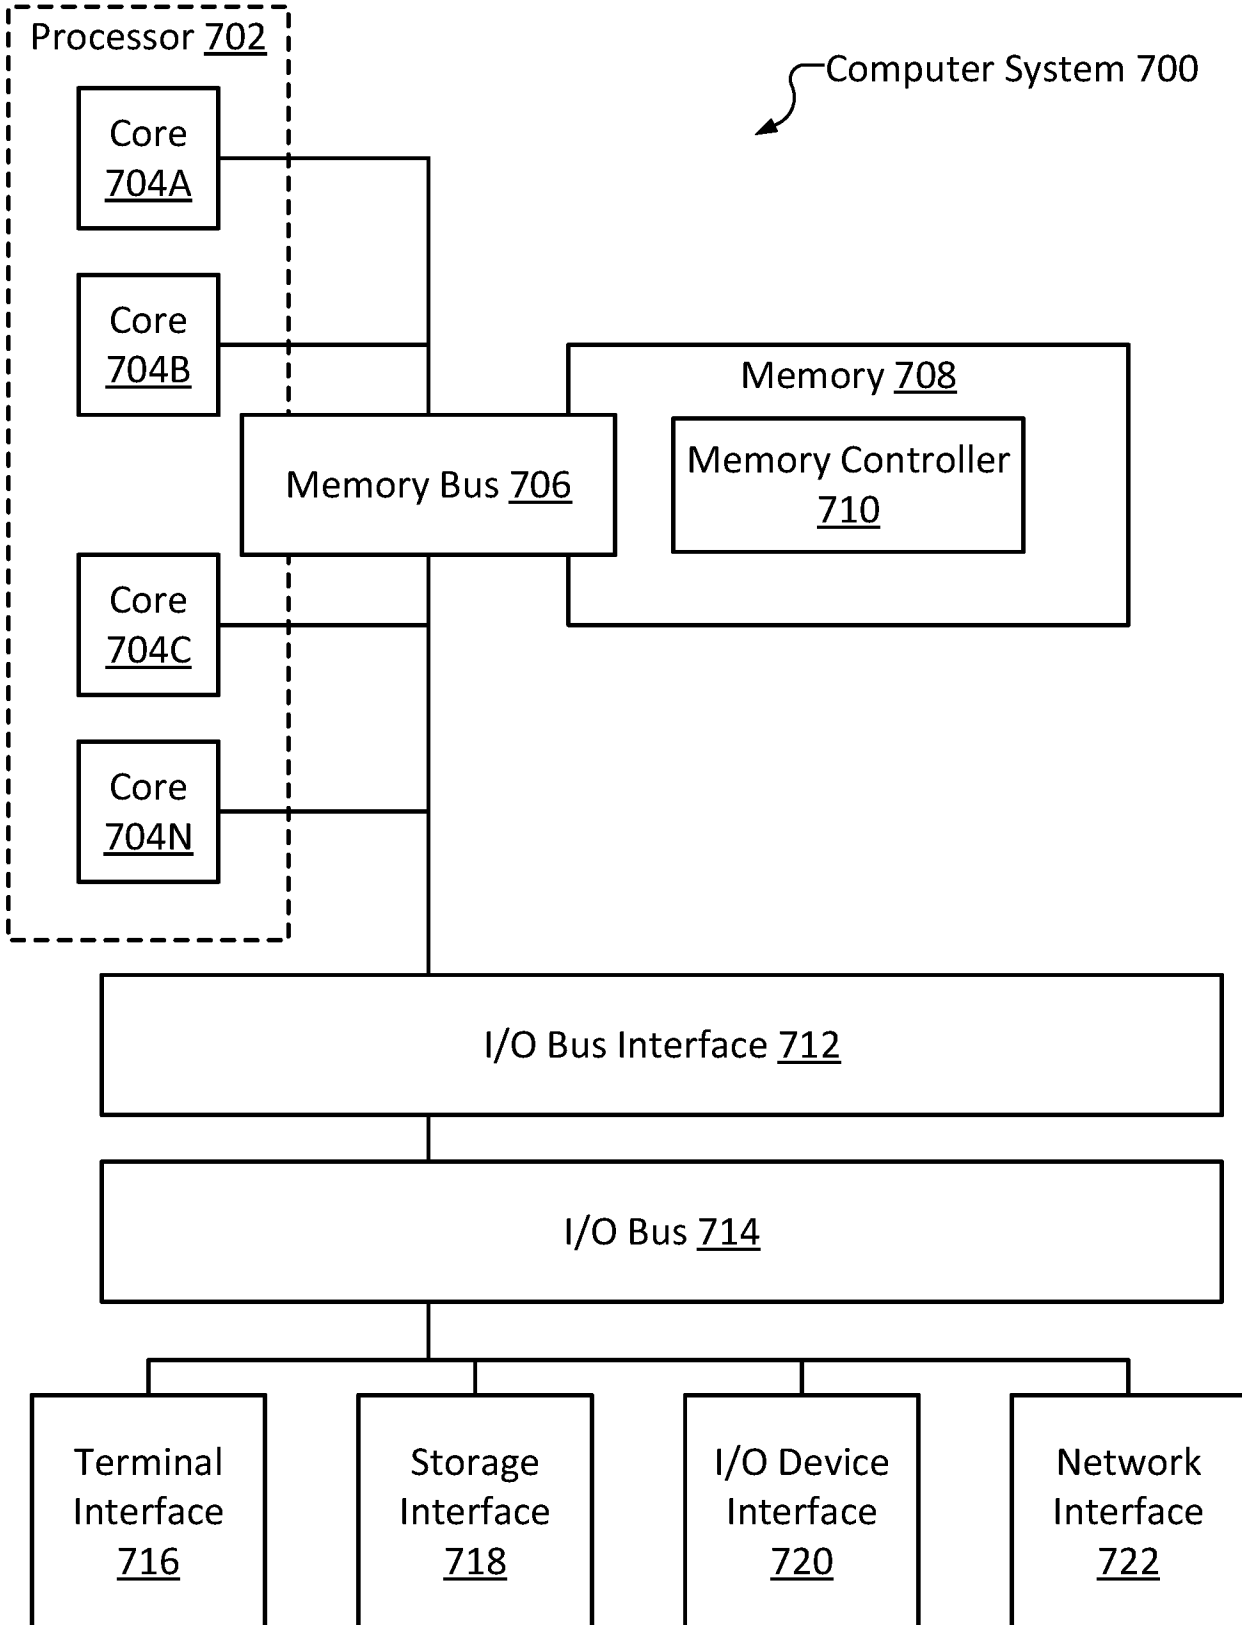 Processor 702
Computer System 700
Core
704A
Core
704B
Memory 708
Memory Controller
710
Memory Bus 706
Core
704C
Core
704N
I/O Bus Interface 712
I/O Bus 714
Terminal
Interface
716
Storage
Interface
718
I/O Device
Interface
720
Network
Interface
722